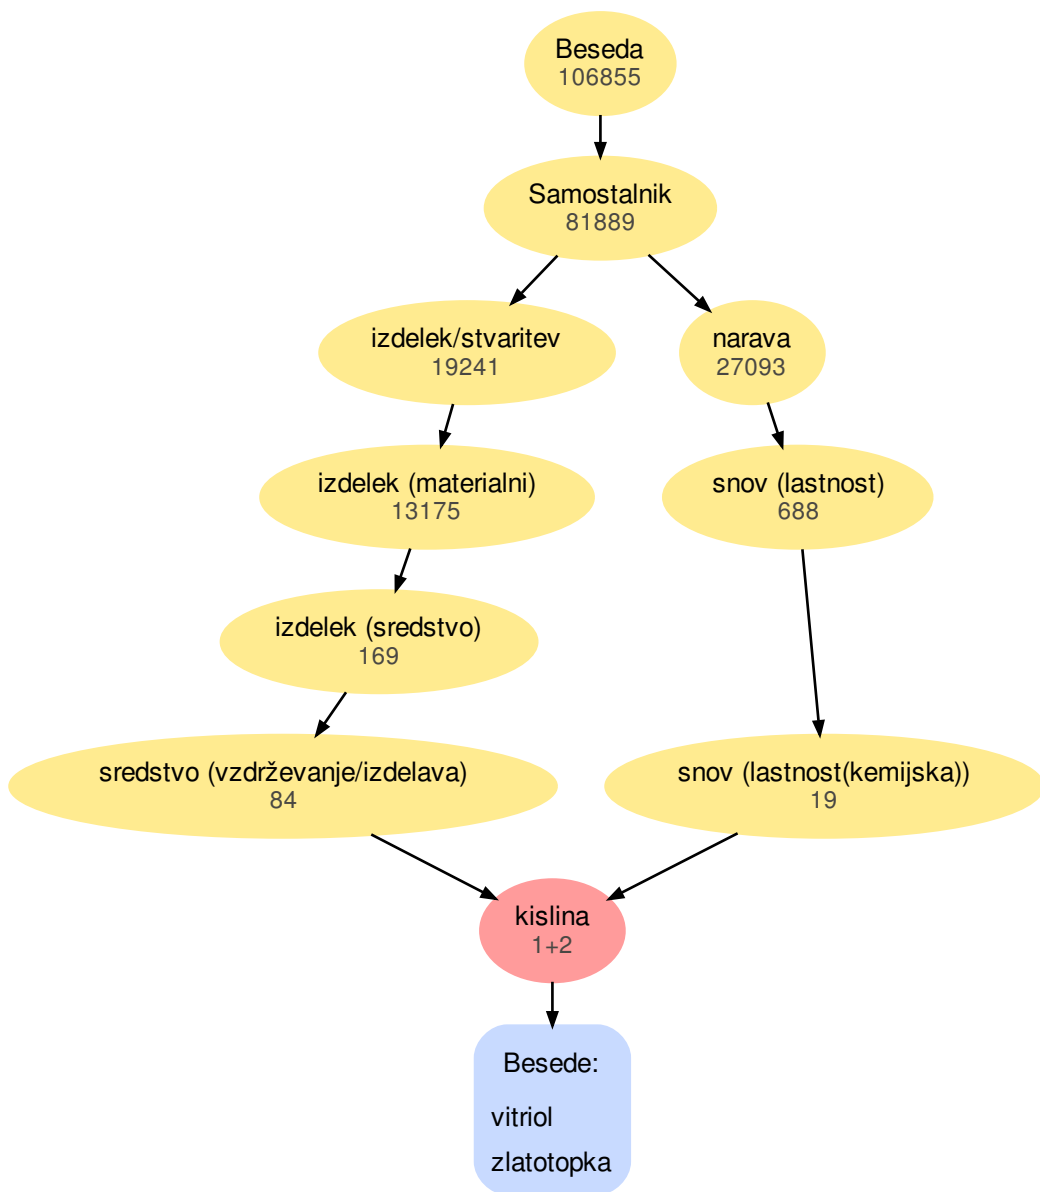 Beseda
106855
Samostalnik
81889
izdelek/stvaritev
19241
narava
27093
izdelek (materialni)
13175
snov (lastnost)
688
izdelek (sredstvo)
169
sredstvo (vzdrževanje/izdelava)
84
snov (lastnost(kemijska))
19
kislina
1+2
Besede:
vitriol
zlatotopka